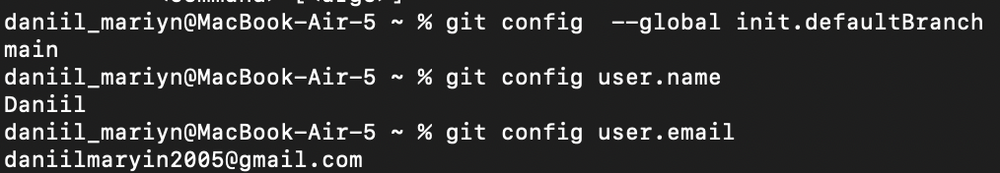 daniil_mariyn@MacBook-Air-5 ~ % git config  --global init.defaultBranch
main
daniil_mariyn@MacBook-Air-5 ~ % git config user.name
Daniil
daniil_mariyn@MacBook-Air-5 ~ % git config user.email
daniilmaryin2005@gmail.com